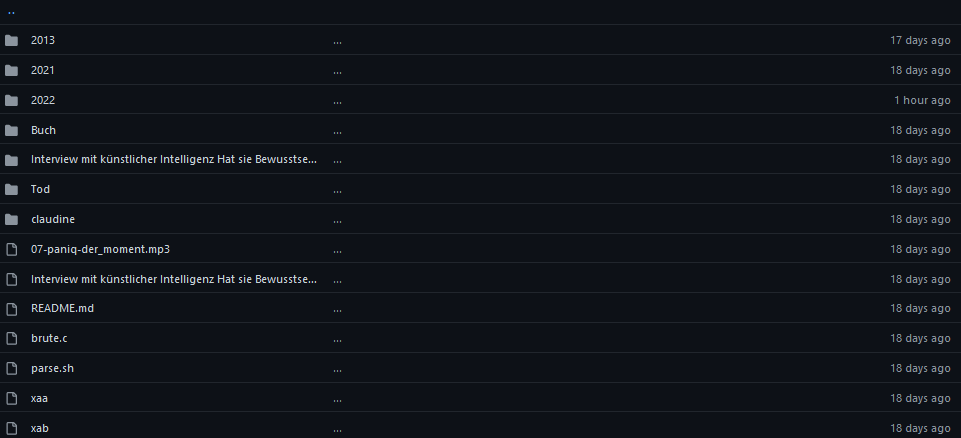 ..
2013 ... 17 days ago
2021 ... 18 days ago
2022 ... 1 hour ago
Buch ... 18 days ago
Interview mit künstlicher Intelligenz Hat sie Bewusstse... ... 18 days ago
Tod ... 18 days ago
claudine ... 18 days ago
07-paniq-der_moment.mp3 ... 18 days ago
Interview mit künstlicher Intelligenz Hat sie Bewusstse... ... 18 days ago
README.md ... 18 days ago
brute.c ... 18 days ago
parse.sh ... 18 days ago
xaa ... 18 days ago
xab ... 18 days ago